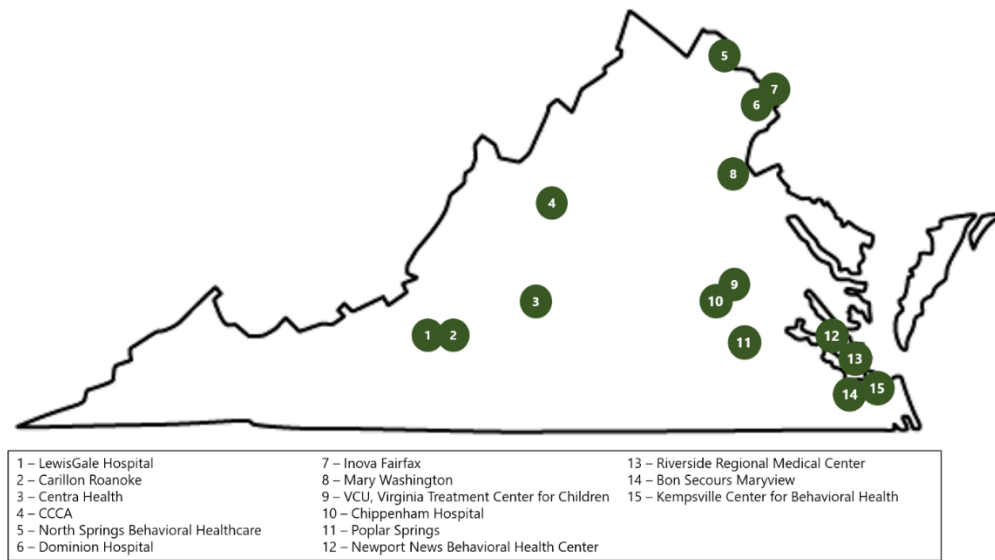 5
7
6
8
4
9
3
10
1
2
11
12
13
14
15
1 – LewisGale Hospital
2 – Carillon Roanoke
3 – Centra Health
4 – CCCA
5 – North Springs Behavioral Healthcare
6 – Dominion Hospital
7 – Inova Fairfax
8 – Mary Washington
9 – VCU, Virginia Treatment Center for Children
10 – Chippenham Hospital
11 – Poplar Springs
12 – Newport News Behavioral Health Center
13 – Riverside Regional Medical Center
14 – Bon Secours Maryview
15 – Kempsville Center for Behavioral Health